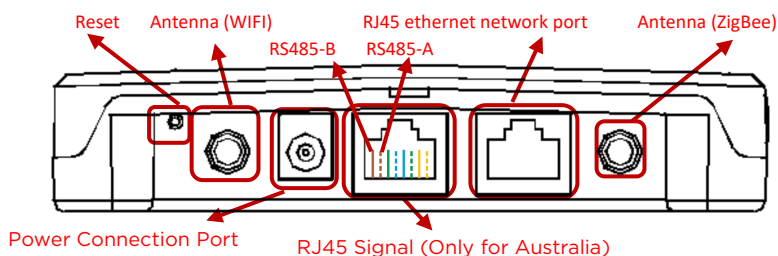 Reset
Antenna (WIFI)
RJ45 ethernet network port
Antenna (ZigBee)
RS485-B
RS485-A
Power Connection Port
RJ45 Signal (Only for Australia)